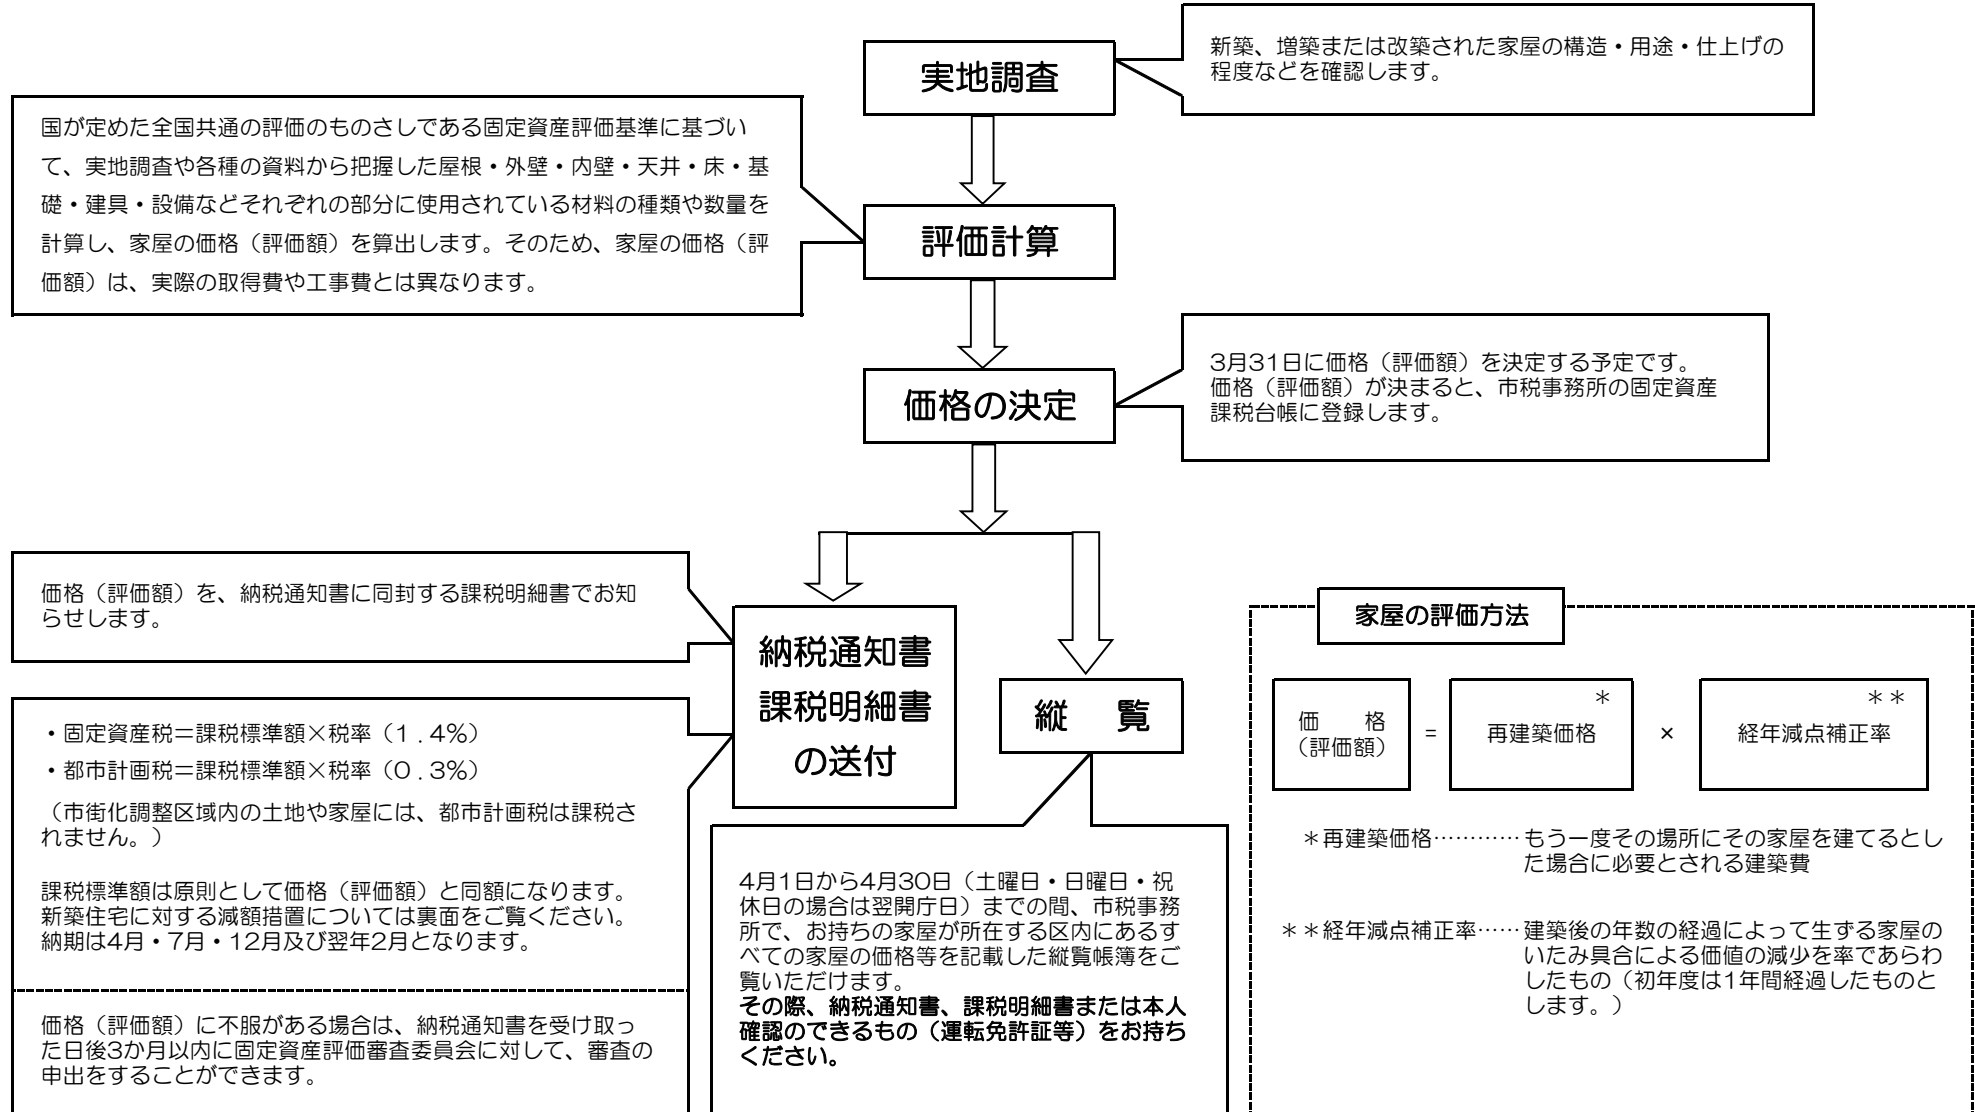 実地調査
新築、増築または改築された家屋の構造・用途・仕上げの
程度などを確認します。
国が定めた全国共通の評価のものさしである固定資産評価基準に基づい
て、実地調査や各種の資料から把握した屋根・外壁・内壁・天井・床・基
礎・建具・設備などそれぞれの部分に使用されている材料の種類や数量を
計算し、家屋の価格（評価額）を算出します。そのため、家屋の価格（評
価額）は、実際の取得費や工事費とは異なります。
評価計算
価格の決定
3月31日に価格（評価額）を決定する予定です。
価格（評価額）が決まると、市税事務所の固定資産
課税台帳に登録します。
価格（評価額）を、納税通知書に同封する課税明細書でお知
らせします。
納税通知書
課税明細書
の送付
・固定資産税＝課税標準額×税率（1.4％）
・都市計画税＝課税標準額×税率（0.3％）
（市街化調整区域内の土地や家屋には、都市計画税は課税さ
れません。）
課税標準額は原則として価格（評価額）と同額になります。
新築住宅に対する減額措置については裏面をご覧ください。
納期は4月・7月・12月及び翌年2月となります。
価格（評価額）に不服がある場合は、納税通知書を受け取っ
た日後3か月以内に固定資産評価審査委員会に対して、審査の
申出をすることができます。
縦　覧
4月1日から4月30日（土曜日・日曜日・祝
休日の場合は翌開庁日）までの間、市税事務
所で、お持ちの家屋が所在する区内にあるす
べての家屋の価格等を記載した縦覧帳簿をご
覧いただけます。
その際、納税通知書、課税明細書または本人
確認のできるもの（運転免許証等）をお持ち
ください。
家屋の評価方法
価　格
（評価額）
=
＊
再建築価格
×
＊＊
経年減点補正率
＊再建築価格…………もう一度その場所にその家屋を建てるとし
た場合に必要とされる建築費
＊＊経年減点補正率……建築後の年数の経過によって生ずる家屋の
いたみ具合による価値の減少を率であらわ
したもの（初年度は1年間経過したものと
します。）